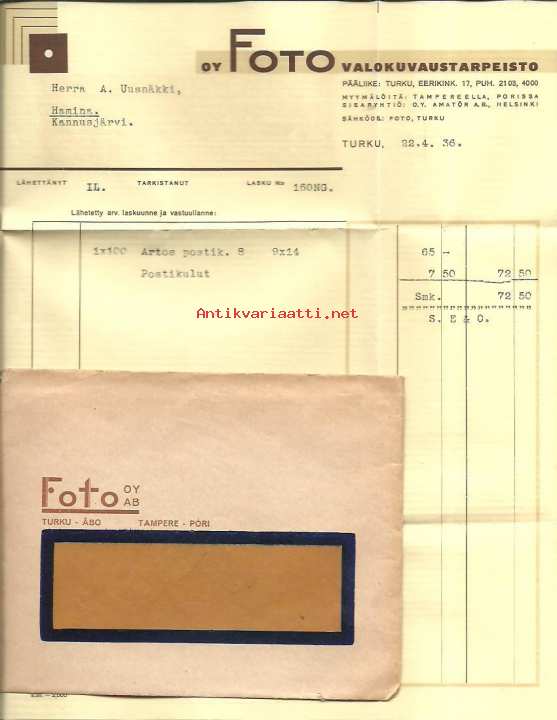 OY FOTO VALOKUVAUSTARPEISTO
PÄÄLIIKE: TURKU, EERIKINK. 17, PUH. 2103, 4000
MYYMÄLÖITÄ: TAMPEREELLA, PORISSA
SISARYHTIÖ: O.Y. AMATÖR A.B., HELSINKI
SÄHKÖOS.: FOTO, TURKU
Herra A. Uusnäkki,
Hamina.
Kannusjärvi.
TURKU, 22.4. 36.
LÄHETTÄNYT IL. TARKISTANUT LASKU No 160NG.
Lähetetty arv. laskuunne ja vastuullanne:
1x100 Artos postik. 8 9x14 65 -
Postikulut 7 50 72 50
Smk. 72 50
S. E & O.
Antikvariaatti.net
Foto OY AB
TURKU - ÅBO TAMPERE - PORI